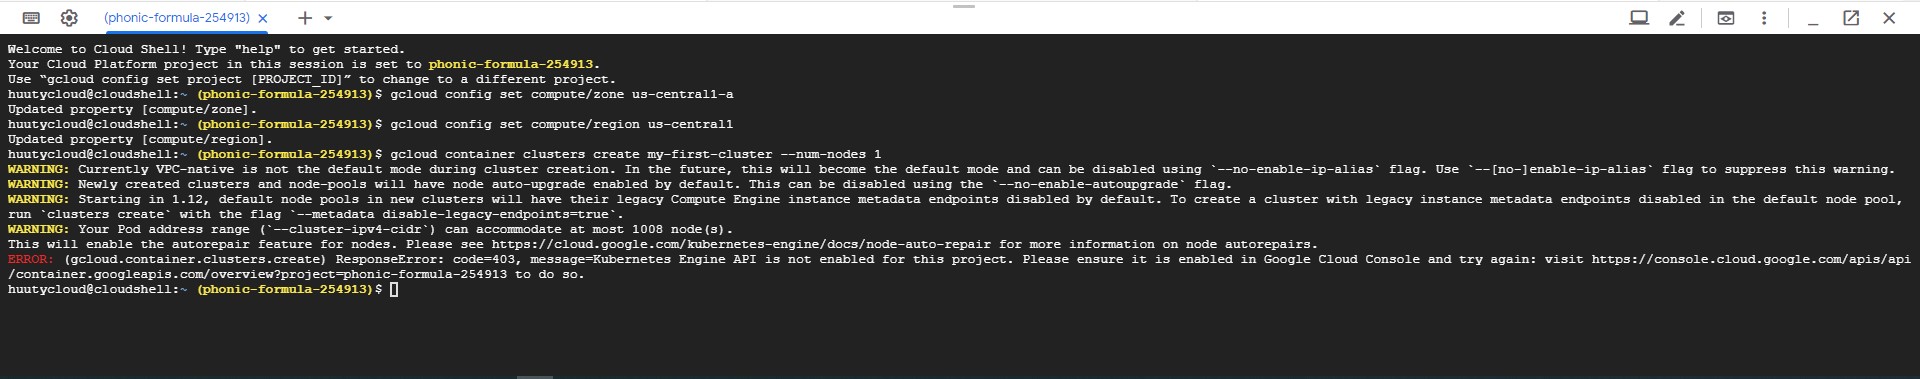 (phonic-formula-254913)
Welcome to Cloud Shell! Type "help" to get started.
Your Cloud Platform project in this session is set to phonic-formula-254913.
Use “gcloud config set project [PROJECT_ID]” to change to a different project.
huutycloud@cloudshell:~ (phonic-formula-254913)$ gcloud config set compute/zone us-central1-a
Updated property [compute/zone].
huutycloud@cloudshell:~ (phonic-formula-254913)$ gcloud config set compute/region us-central1
Updated property [compute/region].
huutycloud@cloudshell:~ (phonic-formula-254913)$ gcloud container clusters create my-first-cluster --num-nodes 1
WARNING: Currently VPC-native is not the default mode during cluster creation. In the future, this will become the default mode and can be disabled using `--no-enable-ip-alias` flag. Use `--[no-]enable-ip-alias` flag to suppress this warning.
WARNING: Newly created clusters and node-pools will have node auto-upgrade enabled by default. This can be disabled using the `--no-enable-autoupgrade` flag.
WARNING: Starting in 1.12, default node pools in new clusters will have their legacy Compute Engine instance metadata endpoints disabled by default. To create a cluster with legacy instance metadata endpoints disabled in the default node pool,
run `clusters create` with the flag `--metadata disable-legacy-endpoints=true`.
WARNING: Your Pod address range (`--cluster-ipv4-cidr`) can accommodate at most 1008 node(s).
This will enable the autorepair feature for nodes. Please see https://cloud.google.com/kubernetes-engine/docs/node-auto-repair for more information on node autorepairs.
ERROR: (gcloud.container.clusters.create) ResponseError: code=403, message=Kubernetes Engine API is not enabled for this project. Please ensure it is enabled in Google Cloud Console and try again: visit https://console.cloud.google.com/apis/api
/container.googleapis.com/overview?project=phonic-formula-254913 to do so.
huutycloud@cloudshell:~ (phonic-formula-254913)$